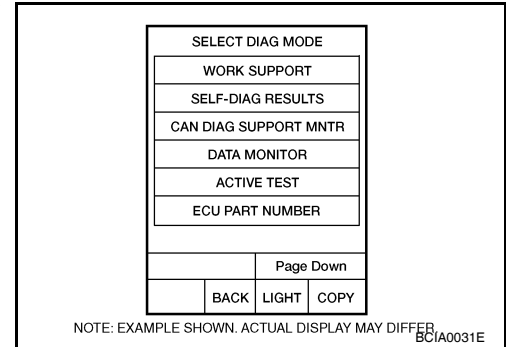 SELECT DIAG MODE
WORK SUPPORT
SELF-DIAG RESULTS
CAN DIAG SUPPORT MNTR
DATA MONITOR
ACTIVE TEST
ECU PART NUMBER
Page Down
BACK LIGHT COPY
NOTE: EXAMPLE SHOWN. ACTUAL DISPLAY MAY DIFFER.
BCIA0031E